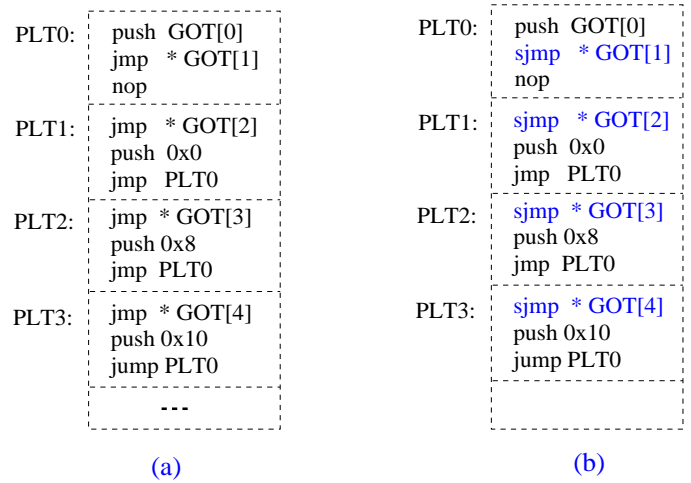 PLT0:
push GOT[0]
jmp * GOT[1]
nop
PLT1:
jmp * GOT[2]
push 0x0
jmp PLT0
PLT2:
jmp * GOT[3]
push 0x8
jmp PLT0
PLT3:
jmp * GOT[4]
push 0x10
jump PLT0
---
(a)
PLT0:
push GOT[0]
sjmp * GOT[1]
nop
PLT1:
sjmp * GOT[2]
push 0x0
jmp PLT0
PLT2:
sjmp * GOT[3]
push 0x8
jmp PLT0
PLT3:
sjmp * GOT[4]
push 0x10
jump PLT0
(b)